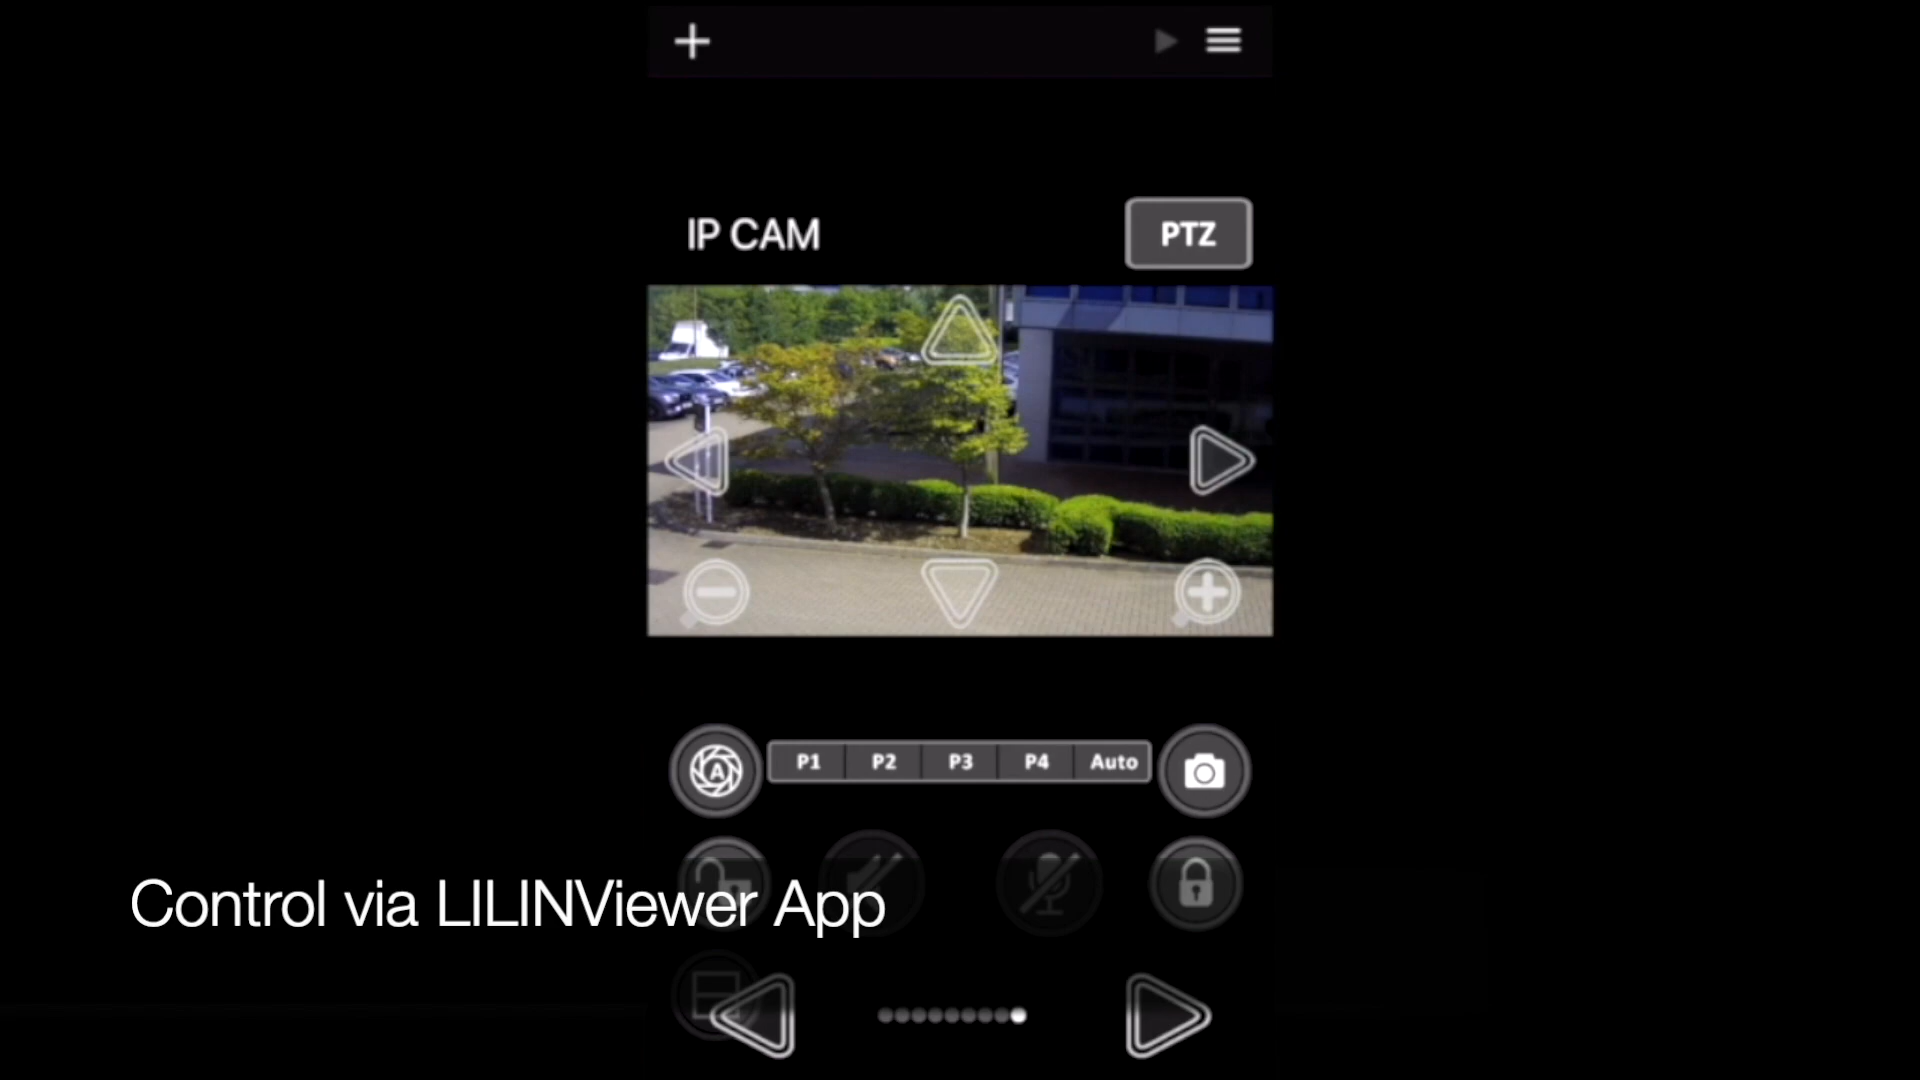 IP CAM
PTZ
A
P1 P2 P3 P4 Auto
Control via LILINViewer App